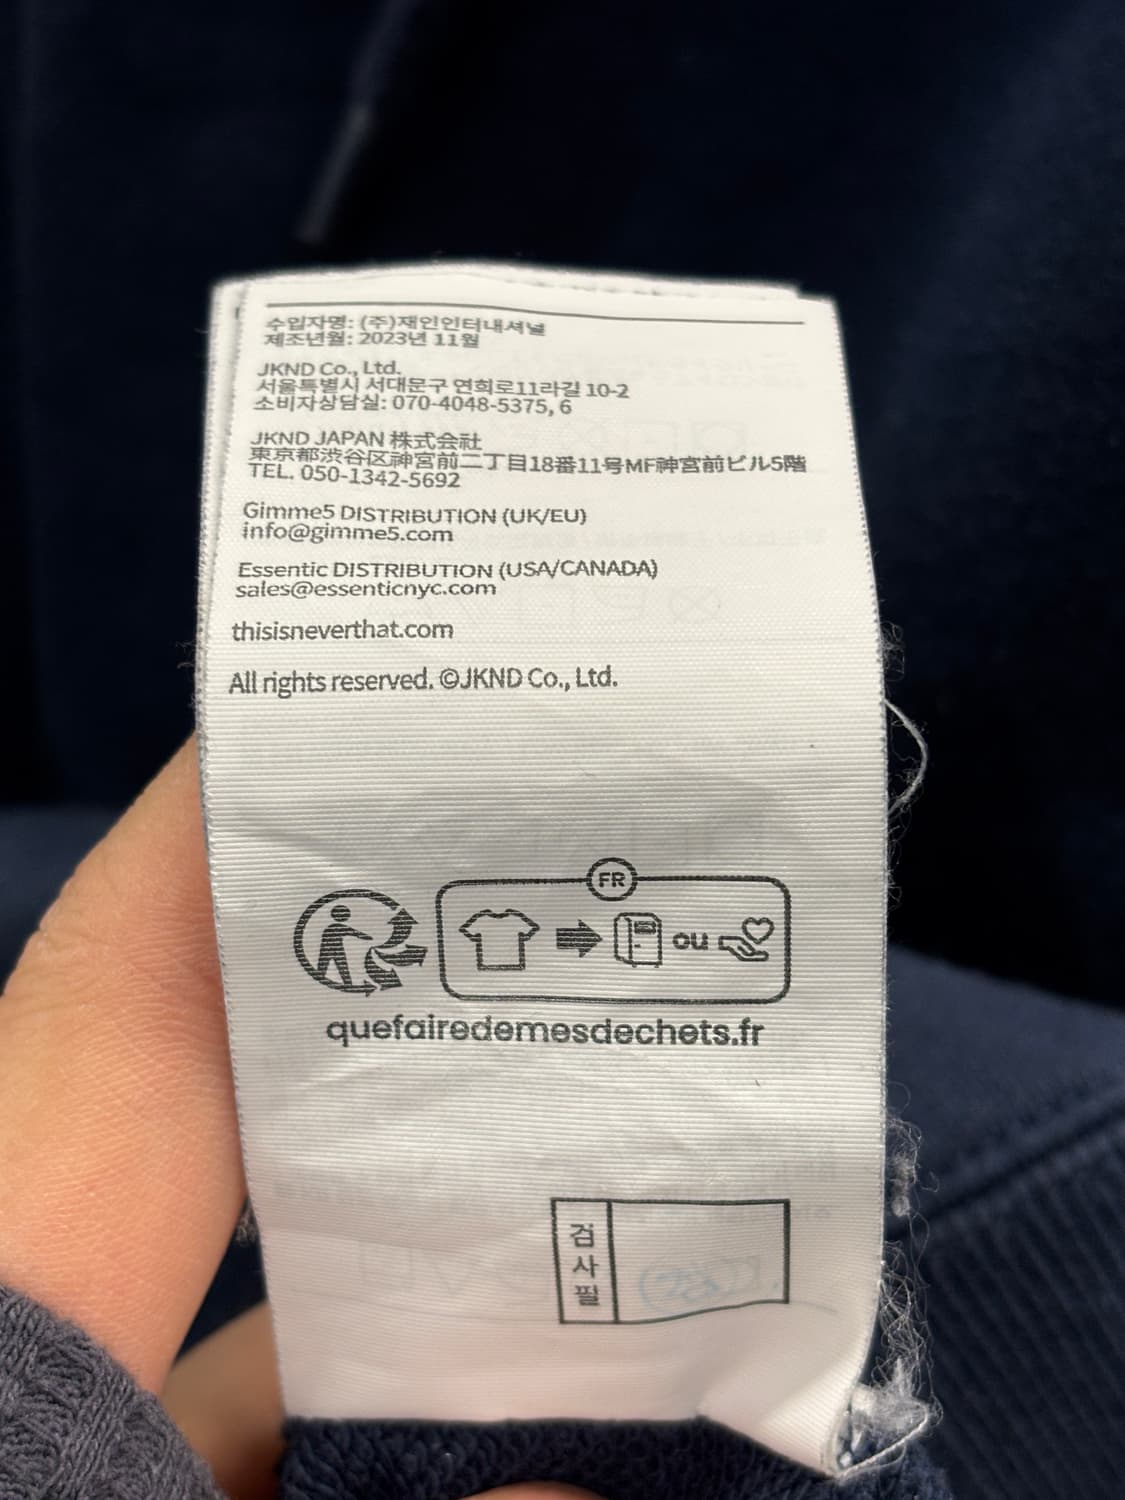 수입자명: (주)재인인터내셔널
제조년월: 2023년 11월
JKND Co., Ltd.
서울특별시 서대문구 연희로11라길 10-2
소비자상담실: 070-4048-5375, 6
JKND JAPAN 株式会社
東京都渋谷区神宮前二丁目18番11号MF神宮前ビル5階
TEL. 050-1342-5692
Gimme5 DISTRIBUTION (UK/EU)
info@gimme5.com
Essentic DISTRIBUTION (USA/CANADA)
sales@essenticnyc.com
thisisneverthat.com
All rights reserved. ©JKND Co., Ltd.
FR
ou
quefairedemesdechets.fr
검사필